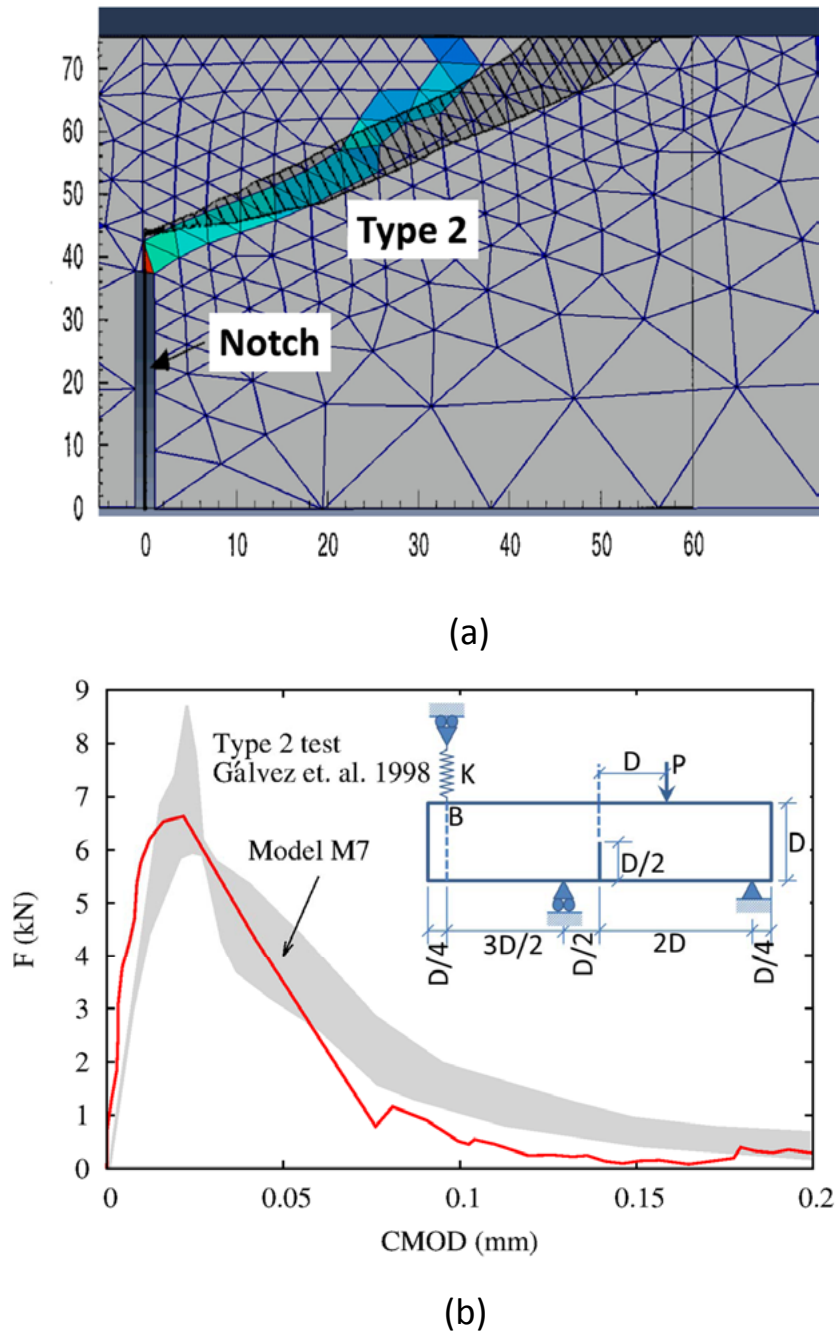 70
60
50
Type 2
40
30
Notch
20
10
0
0 10 20 30 40 50 60
(a)
9
8
7
6
5
4
3
2
1
0
F (kN)
Type 2 test
Gálvez et. al. 1998
Model M7
K
B
D
P
D
D/2
D/4
3D/2
D/2
2D
D/4
0 0.05 0.1 0.15 0.2
CMOD (mm)
(b)